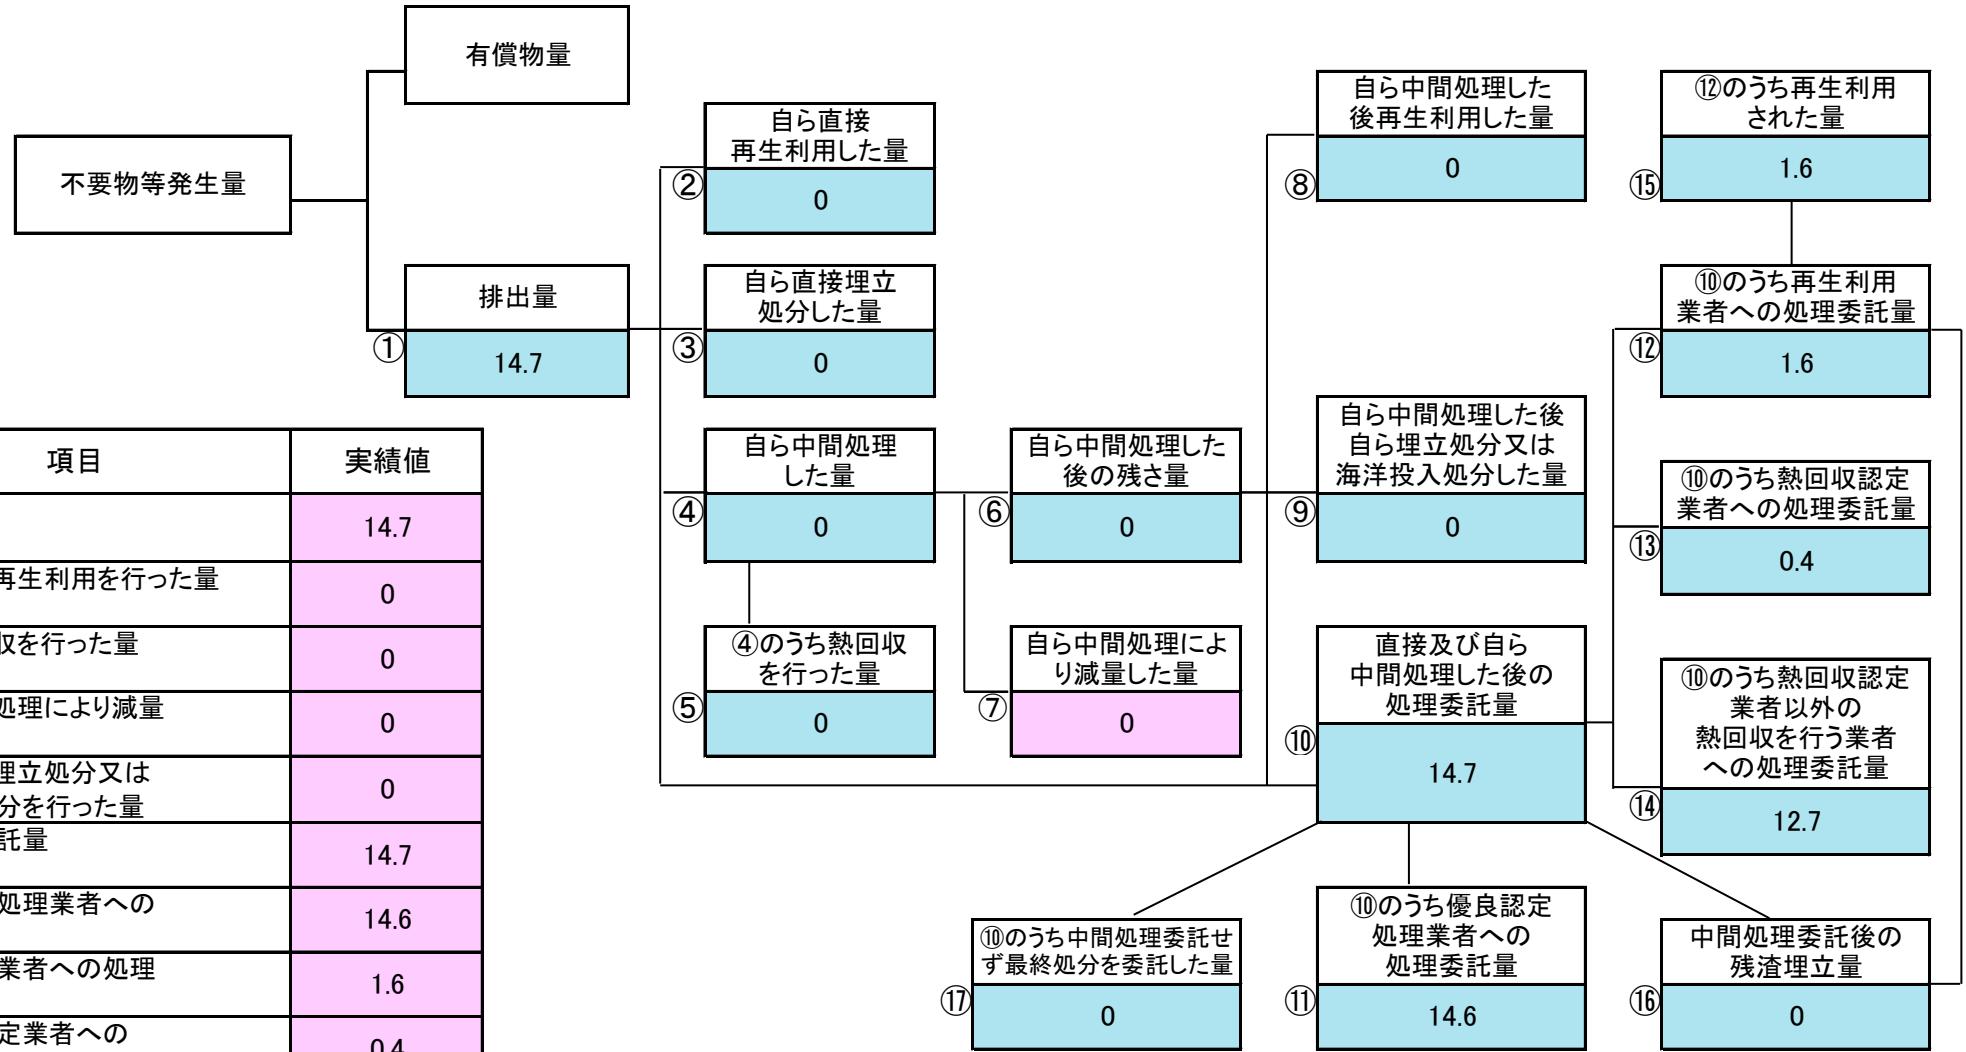 有償物量
不要物等発生量
排出量
①
14.7
自ら直接
再生利用した量
②
0
自ら直接埋立
処分した量
③
0
自ら中間処理
した量
④
0
④のうち熱回収
を行った量
⑤
0
自ら中間処理した
後の残さ量
⑥
0
自ら中間処理によ
り減量した量
⑦
0
自ら中間処理した
後再生利用した量
⑧
0
自ら中間処理した後
自ら埋立処分又は
海洋投入処分した量
⑨
0
直接及び自ら
中間処理した後の
処理委託量
⑩
14.7
⑫のうち再生利用
された量
⑮
1.6
⑩のうち再生利用
業者への処理委託量
⑫
1.6
⑩のうち熱回収認定
業者への処理委託量
⑬
0.4
⑩のうち熱回収認定
業者以外の
熱回収を行う業者
への処理委託量
⑭
12.7
⑩のうち中間処理委託せ
ず最終処分を委託した量
⑰
0
⑩のうち優良認定
処理業者への
処理委託量
⑪
14.6
中間処理委託後の
残渣埋立量
⑯
0
項目 実績値
14.7
再生利用を行った量
0
収を行った量
0
処理により減量
0
埋立処分又は
分を行った量
0
託量
14.7
処理業者への
14.6
業者への処理
1.6
定業者への
0.4